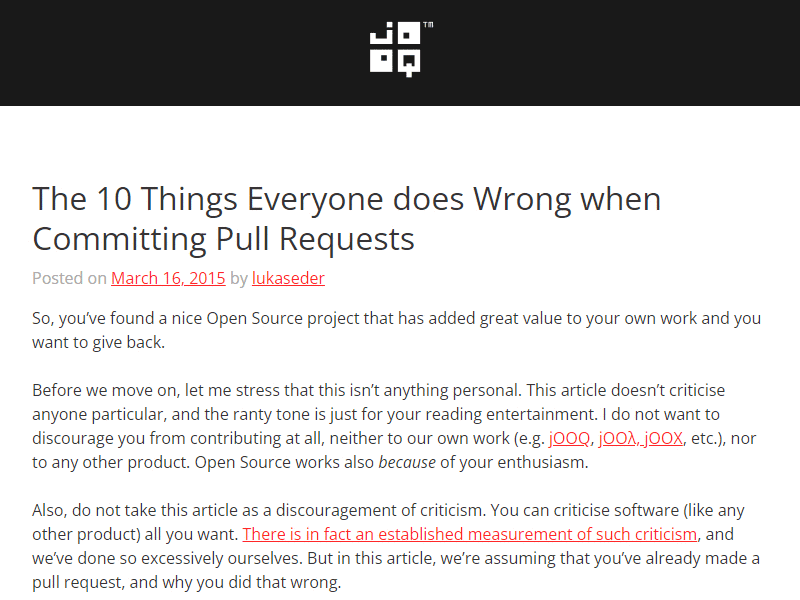 jOOQ™
The 10 Things Everyone does Wrong when
Committing Pull Requests
Posted on March 16, 2015 by lukaseder
So, you’ve found a nice Open Source project that has added great value to your own work and you
want to give back.
Before we move on, let me stress that this isn’t anything personal. This article doesn’t criticise
anyone particular, and the ranty tone is just for your reading entertainment. I do not want to
discourage you from contributing at all, neither to our own work (e.g. jOOQ, jOOλ, jOOX, etc.), nor
to any other product. Open Source works also because of your enthusiasm.
Also, do not take this article as a discouragement of criticism. You can criticise software (like any
other product) all you want. There is in fact an established measurement of such criticism, and
we’ve done so excessively ourselves. But in this article, we’re assuming that you’ve already made a
pull request, and why you did that wrong.